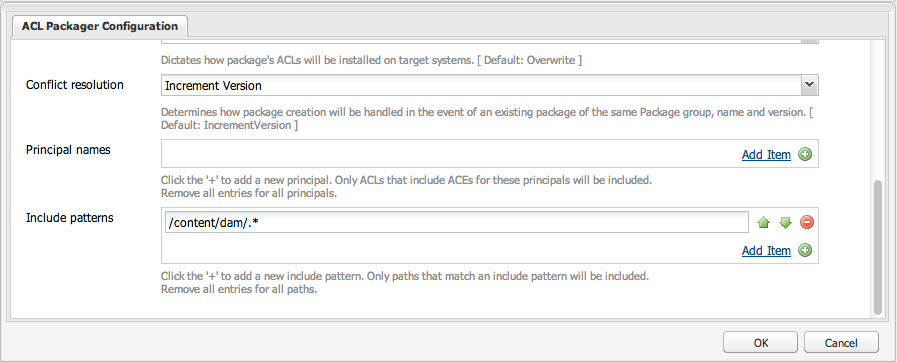 ACL Packager Configuration
Dictates how package's ACLs will be installed on target systems. [ Default: Overwrite ]
Conflict resolution
Increment Version
Determines how package creation will be handled in the event of an existing package of the same Package group, name and version. [
Default: IncrementVersion ]
Principal names
Add Item
Click the '+' to add a new principal. Only ACLs that include ACEs for these principals will be included.
Remove all entries for all principals.
Include patterns
/content/dam/.*
Add Item
Click the '+' to add a new include pattern. Only paths that match an include pattern will be included.
Remove all entries for all paths.
OK
Cancel